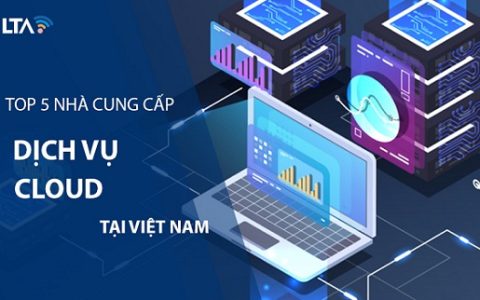 LTA
TOP 5 NHÀ CUNG CẤP
DỊCH VỤ
CLOUD
TẠI VIỆT NAM